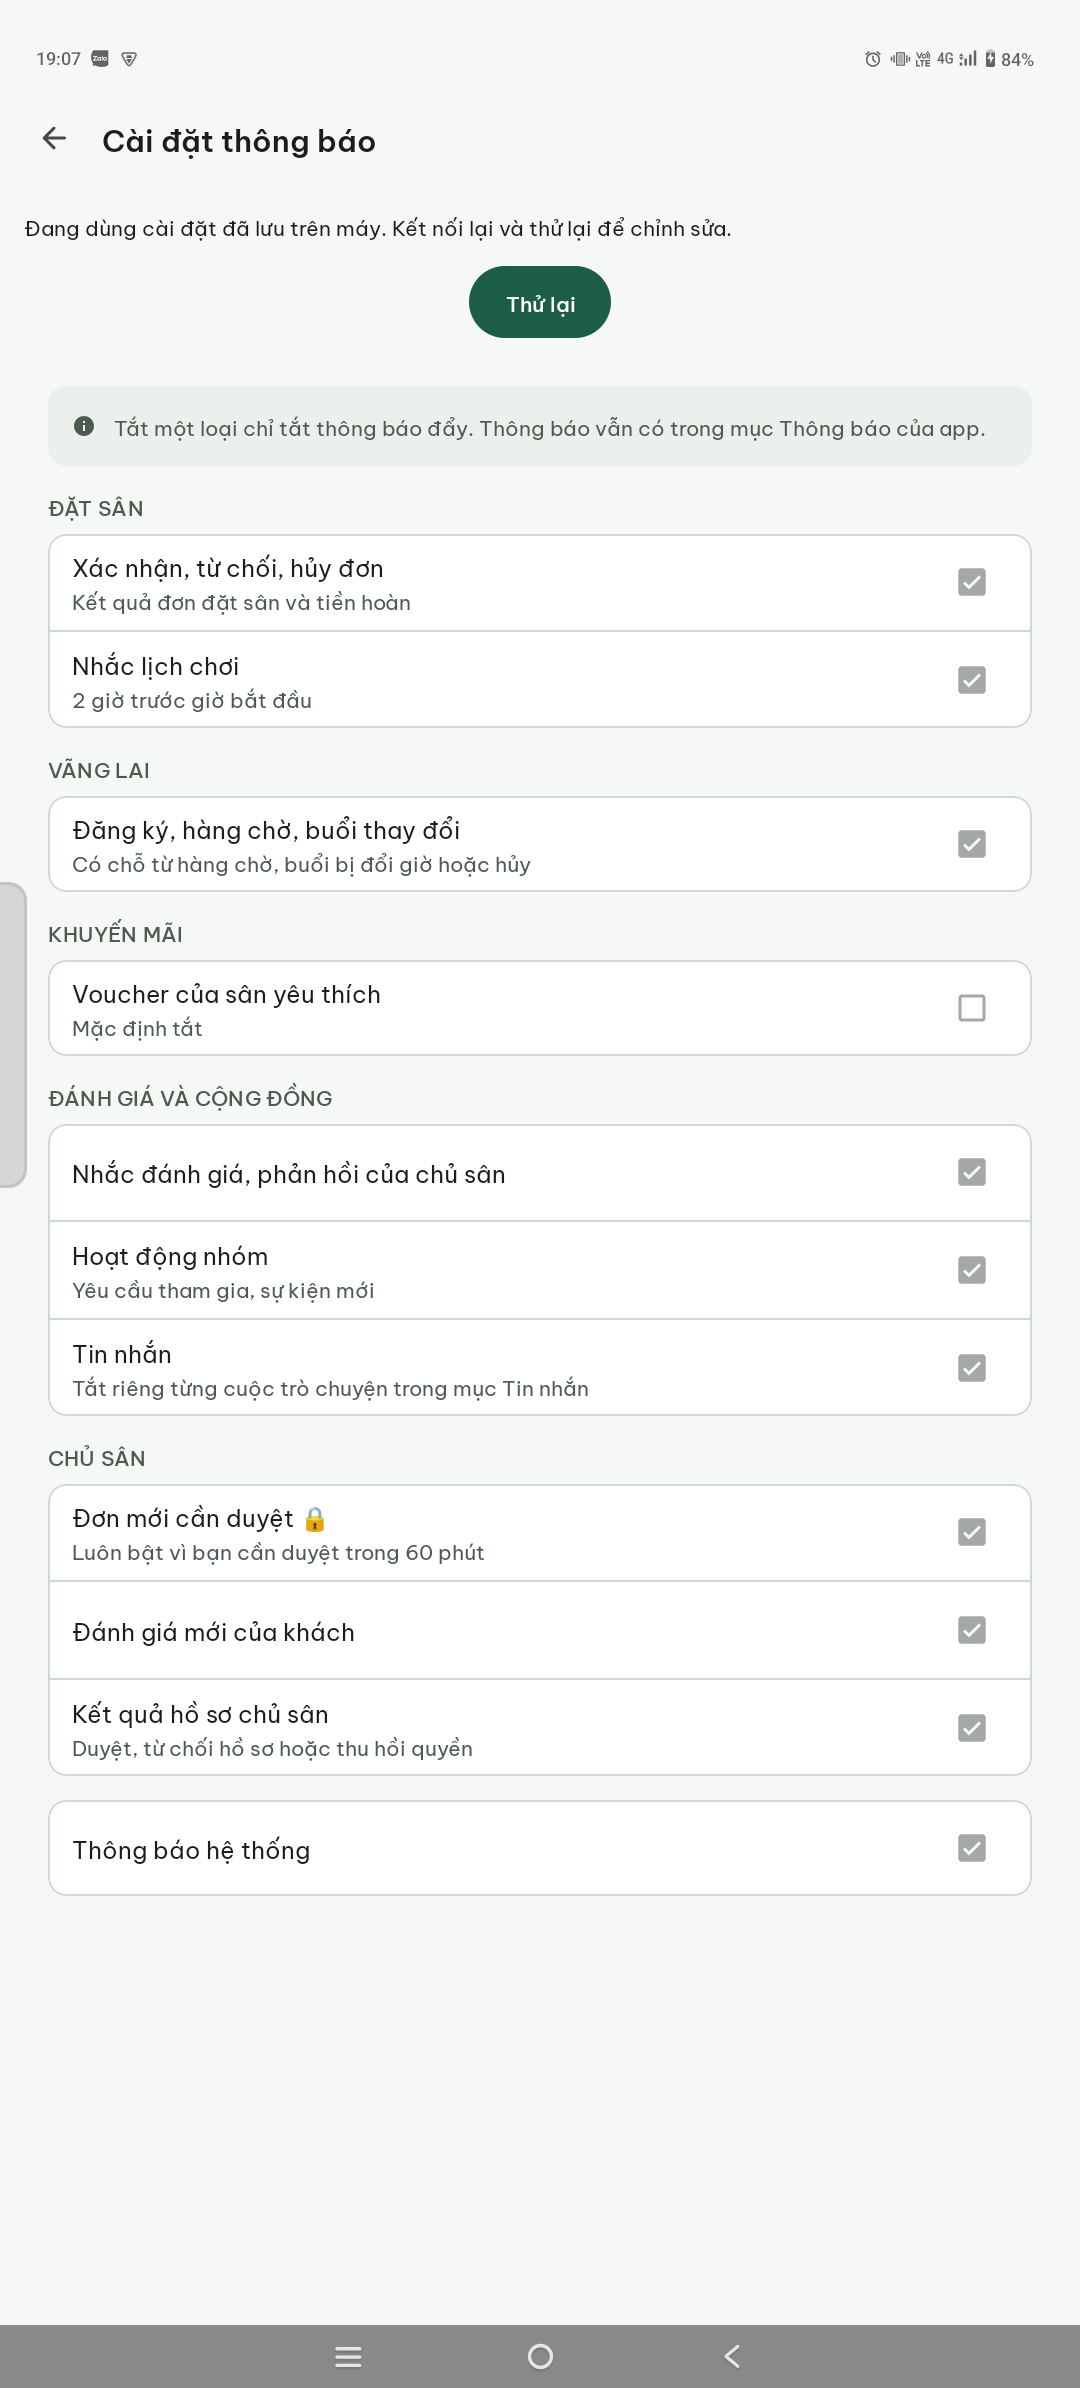 19:07 Zalo VoLTE 4G 84%
Cài đặt thông báo
Đang dùng cài đặt đã lưu trên máy. Kết nối lại và thử lại để chỉnh sửa.
Thử lại
Tắt một loại chỉ tắt thông báo đẩy. Thông báo vẫn có trong mục Thông báo của app.
ĐẶT SÂN
Xác nhận, từ chối, hủy đơn
Kết quả đơn đặt sân và tiền hoàn
Nhắc lịch chơi
2 giờ trước giờ bắt đầu
VÃNG LAI
Đăng ký, hàng chờ, buổi thay đổi
Có chỗ từ hàng chờ, buổi bị đổi giờ hoặc hủy
KHUYẾN MÃI
Voucher của sân yêu thích
Mặc định tắt
ĐÁNH GIÁ VÀ CỘNG ĐỒNG
Nhắc đánh giá, phản hồi của chủ sân
Hoạt động nhóm
Yêu cầu tham gia, sự kiện mới
Tin nhắn
Tắt riêng từng cuộc trò chuyện trong mục Tin nhắn
CHỦ SÂN
Đơn mới cần duyệt 🔒
Luôn bật vì bạn cần duyệt trong 60 phút
Đánh giá mới của khách
Kết quả hồ sơ chủ sân
Duyệt, từ chối hồ sơ hoặc thu hồi quyền
Thông báo hệ thống